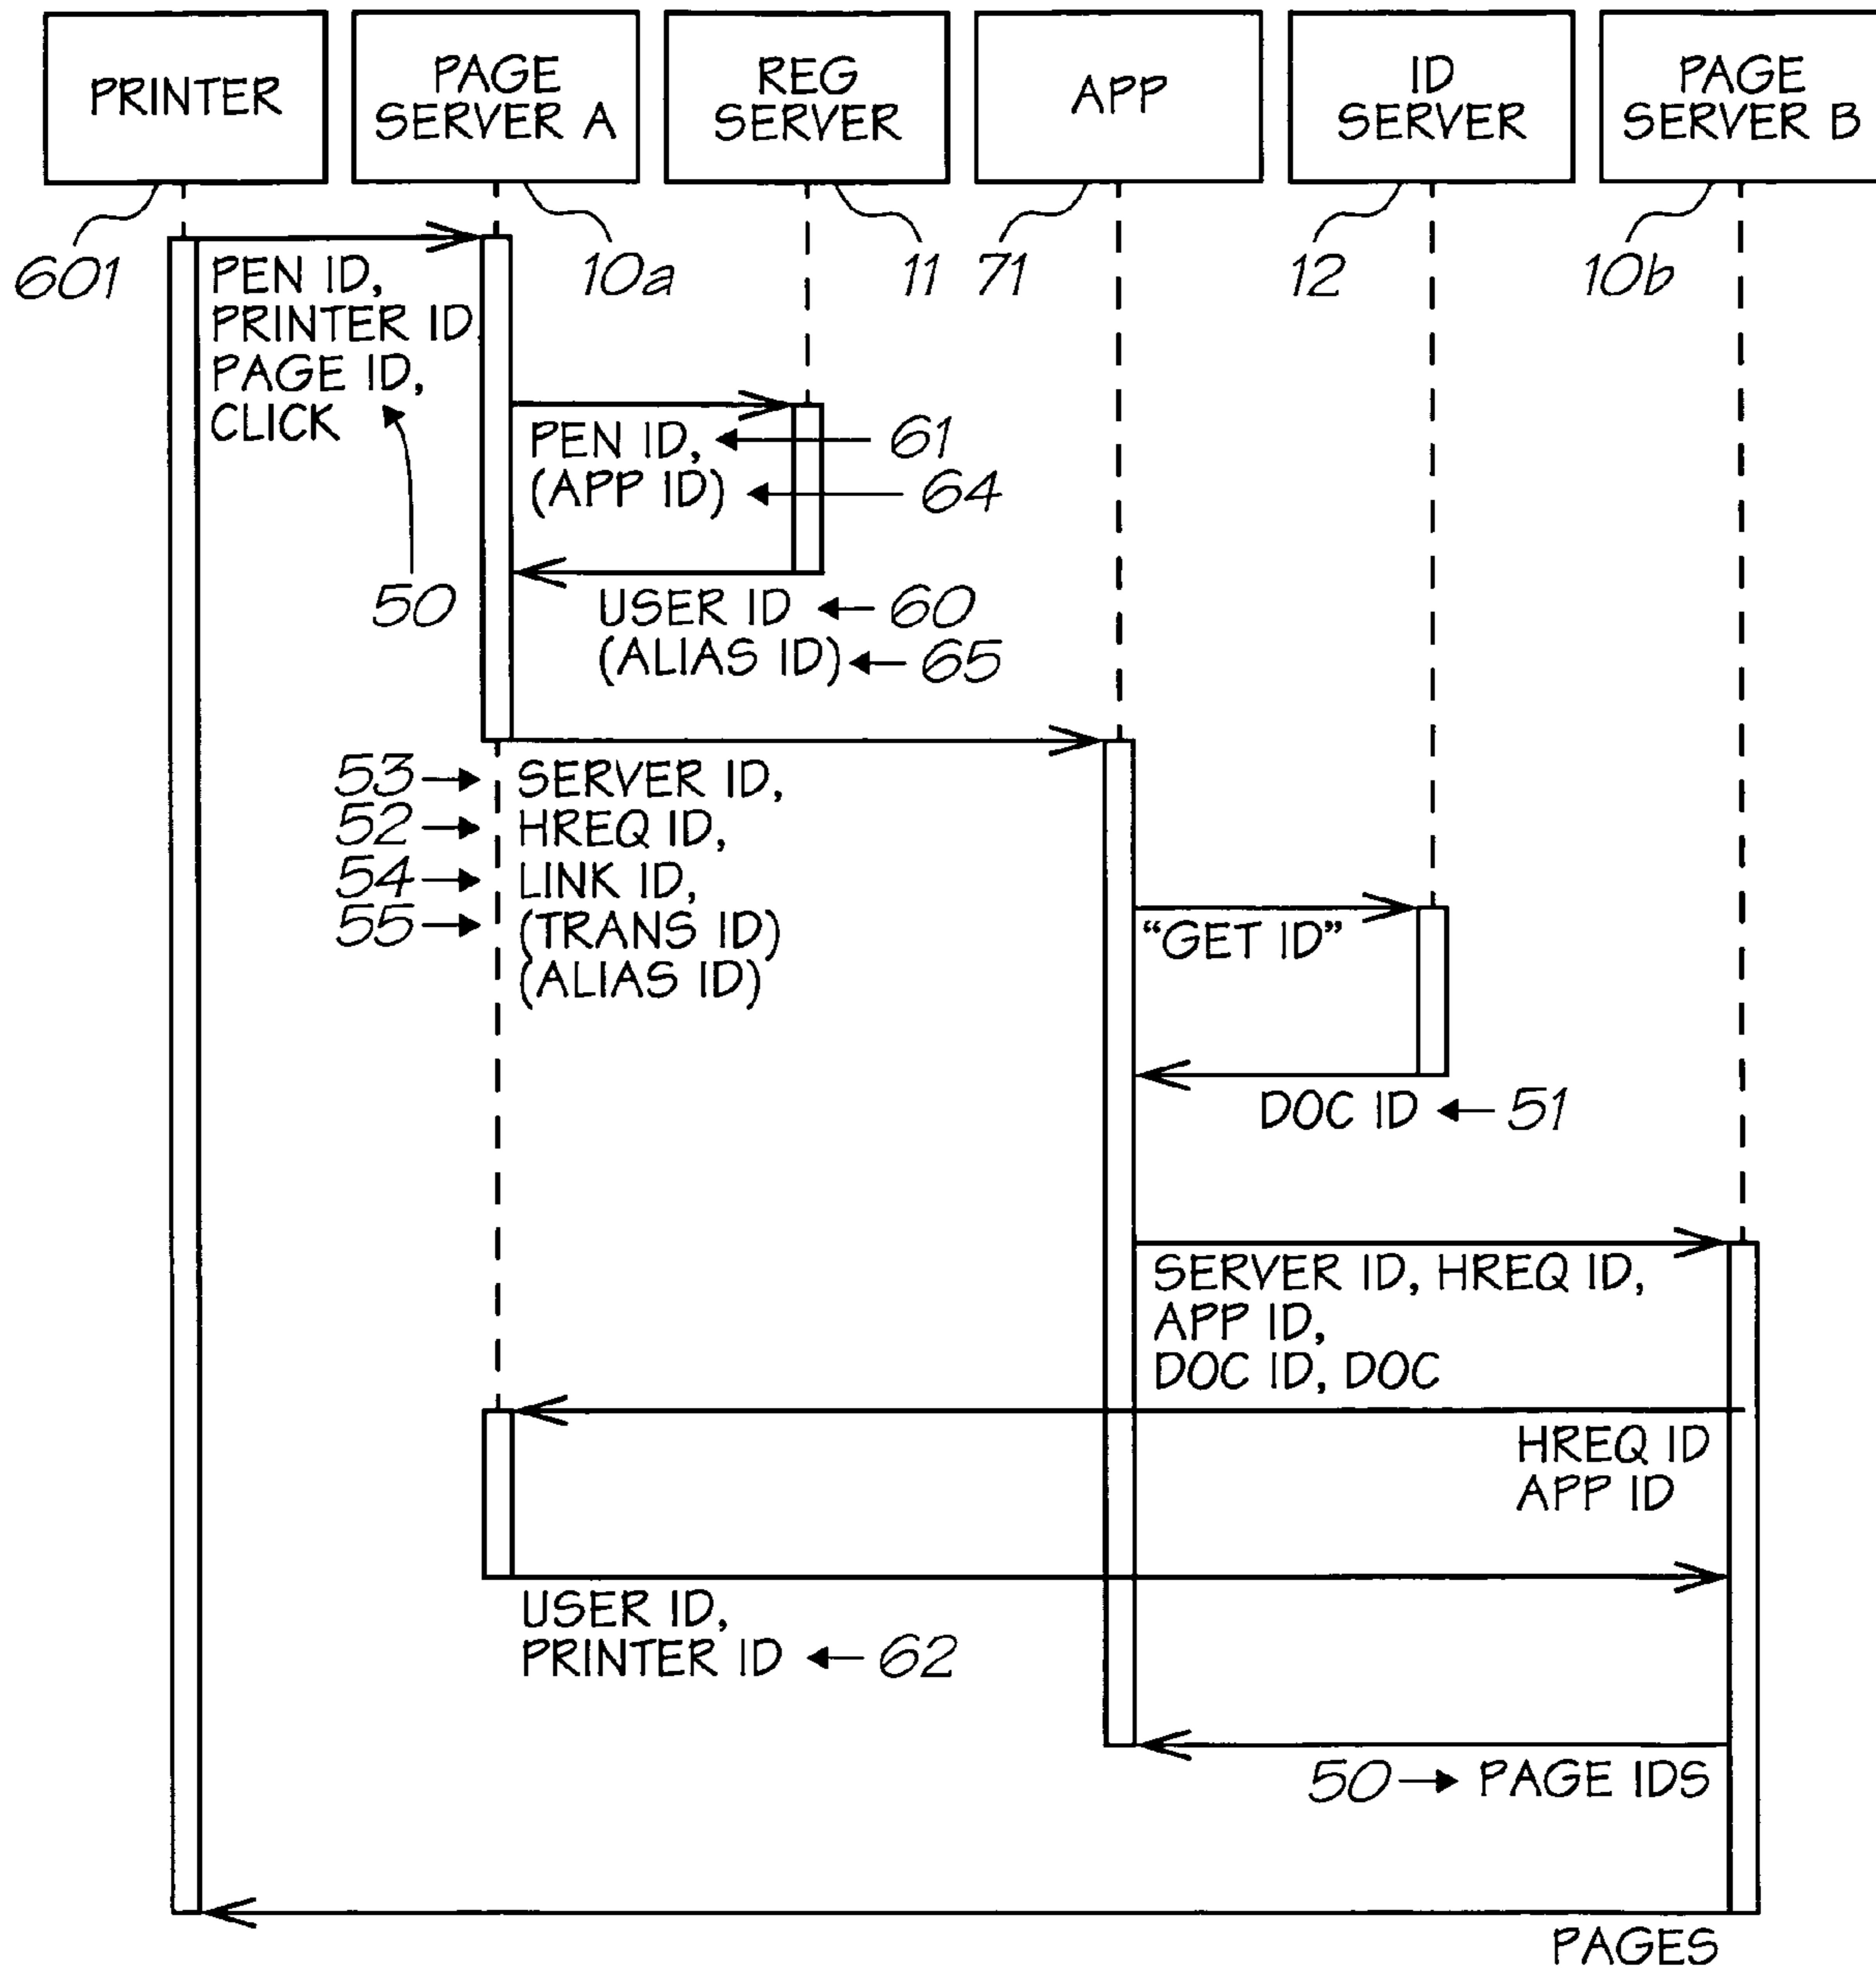 PRINTER
PAGE
SERVER A
REG
SERVER
APP
ID
SERVER
PAGE
SERVER B
601
10a
11
71
12
10b
PEN ID,
PRINTER ID
PAGE ID,
CLICK
50
PEN ID,
61
(APP ID)
64
USER ID
60
(ALIAS ID)
65
53
SERVER ID,
52
HREQ ID,
54
LINK ID,
55
(TRANS ID)
(ALIAS ID)
"GET ID"
DOC ID
51
SERVER ID, HREQ ID,
APP ID,
DOC ID, DOC
HREQ ID
APP ID
USER ID,
PRINTER ID
62
50
PAGE IDS
PAGES